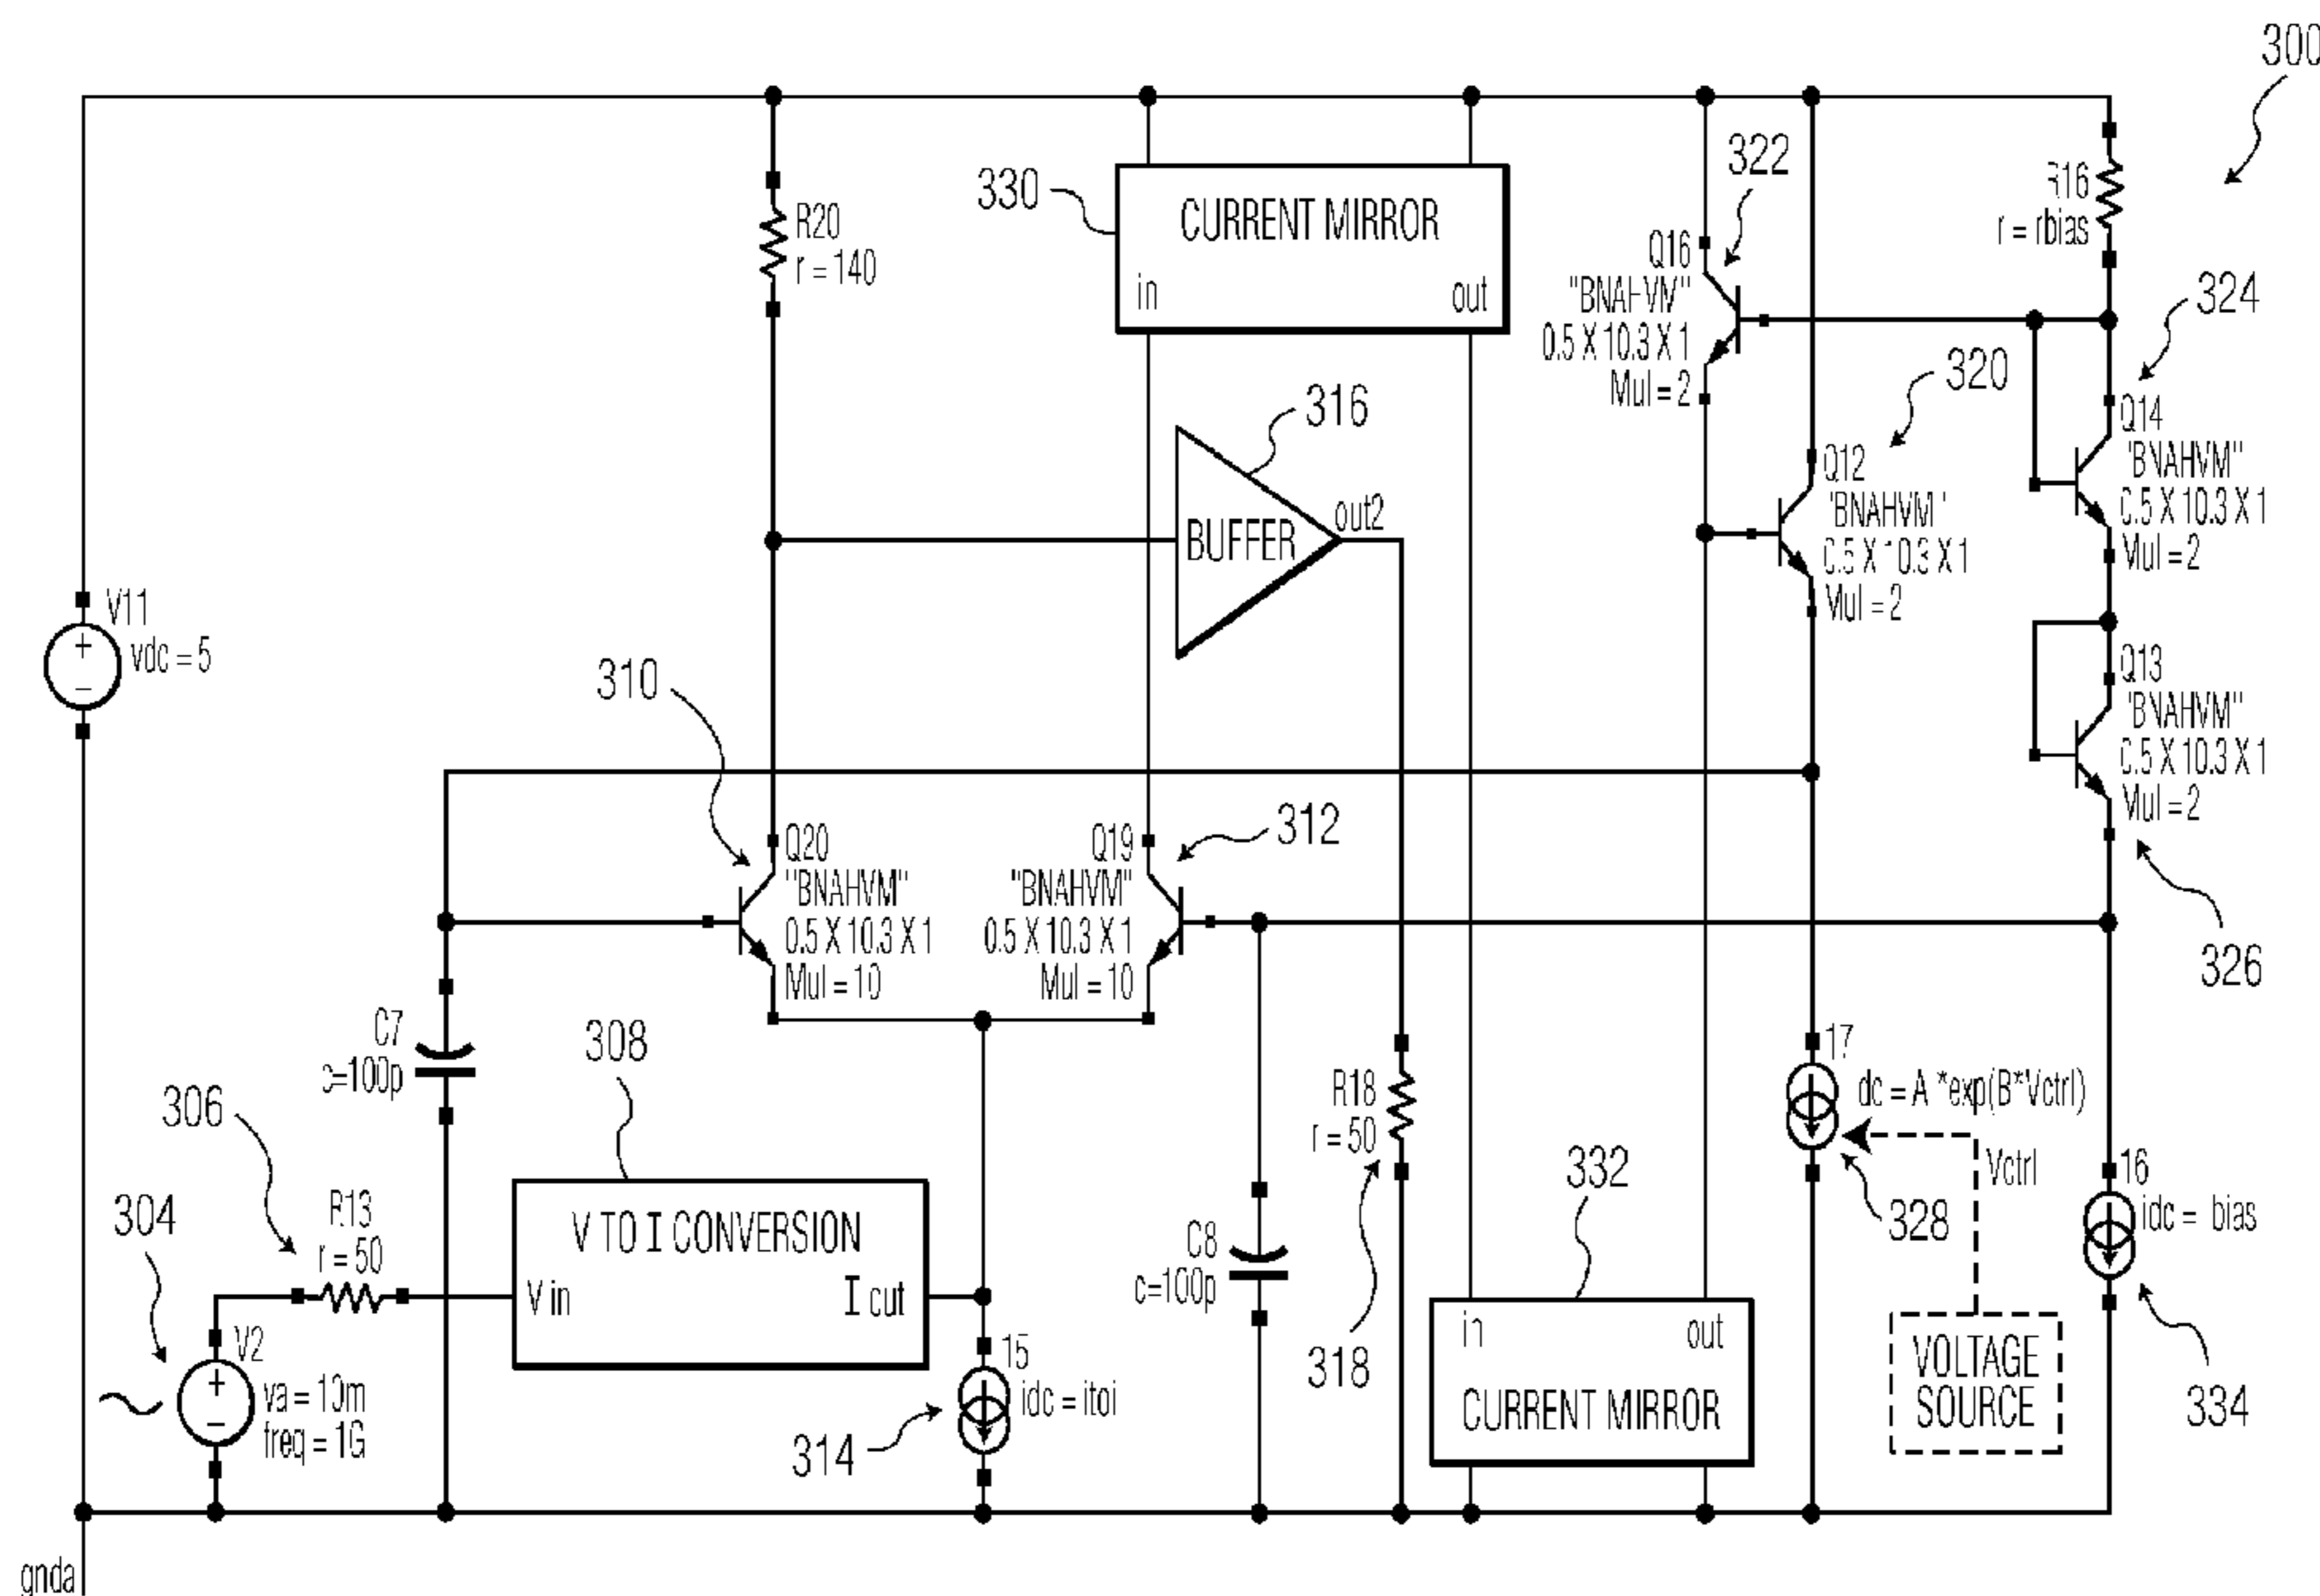 300
330
CURRENT MIRROR
in
out
322
R16
r = rbias
R20
r = 140
Q16
"BNAHVM"
0.5 X 10.3 X 1
Mul = 2
324
320
316
BUFFER
out2
Q14
"BNAHVM"
0.5 X 10.3 X 1
Mul = 2
Q12
"BNAHVM"
0.5 X 10.3 X 1
Mul = 2
V11
vdc = 5
310
Q13
"BNAHVM"
0.5 X 10.3 X 1
Mul = 2
312
Q20
"BNAHVM"
0.5 X 10.3 X 1
Mul = 10
Q19
"BNAHVM"
0.5 X 10.3 X 1
Mul = 10
326
C7
c=100p
308
306
R13
r = 50
304
V TO I CONVERSION
V in
I out
V2
va = 10m
freq = 1G
15
idc = itoi
314
C8
c=100p
R18
r = 50
318
332
in
out
CURRENT MIRROR
17
dc = A *exp(B*Vctrl)
Vctrl
328
16
idc = bias
VOLTAGE
SOURCE
334
gnda